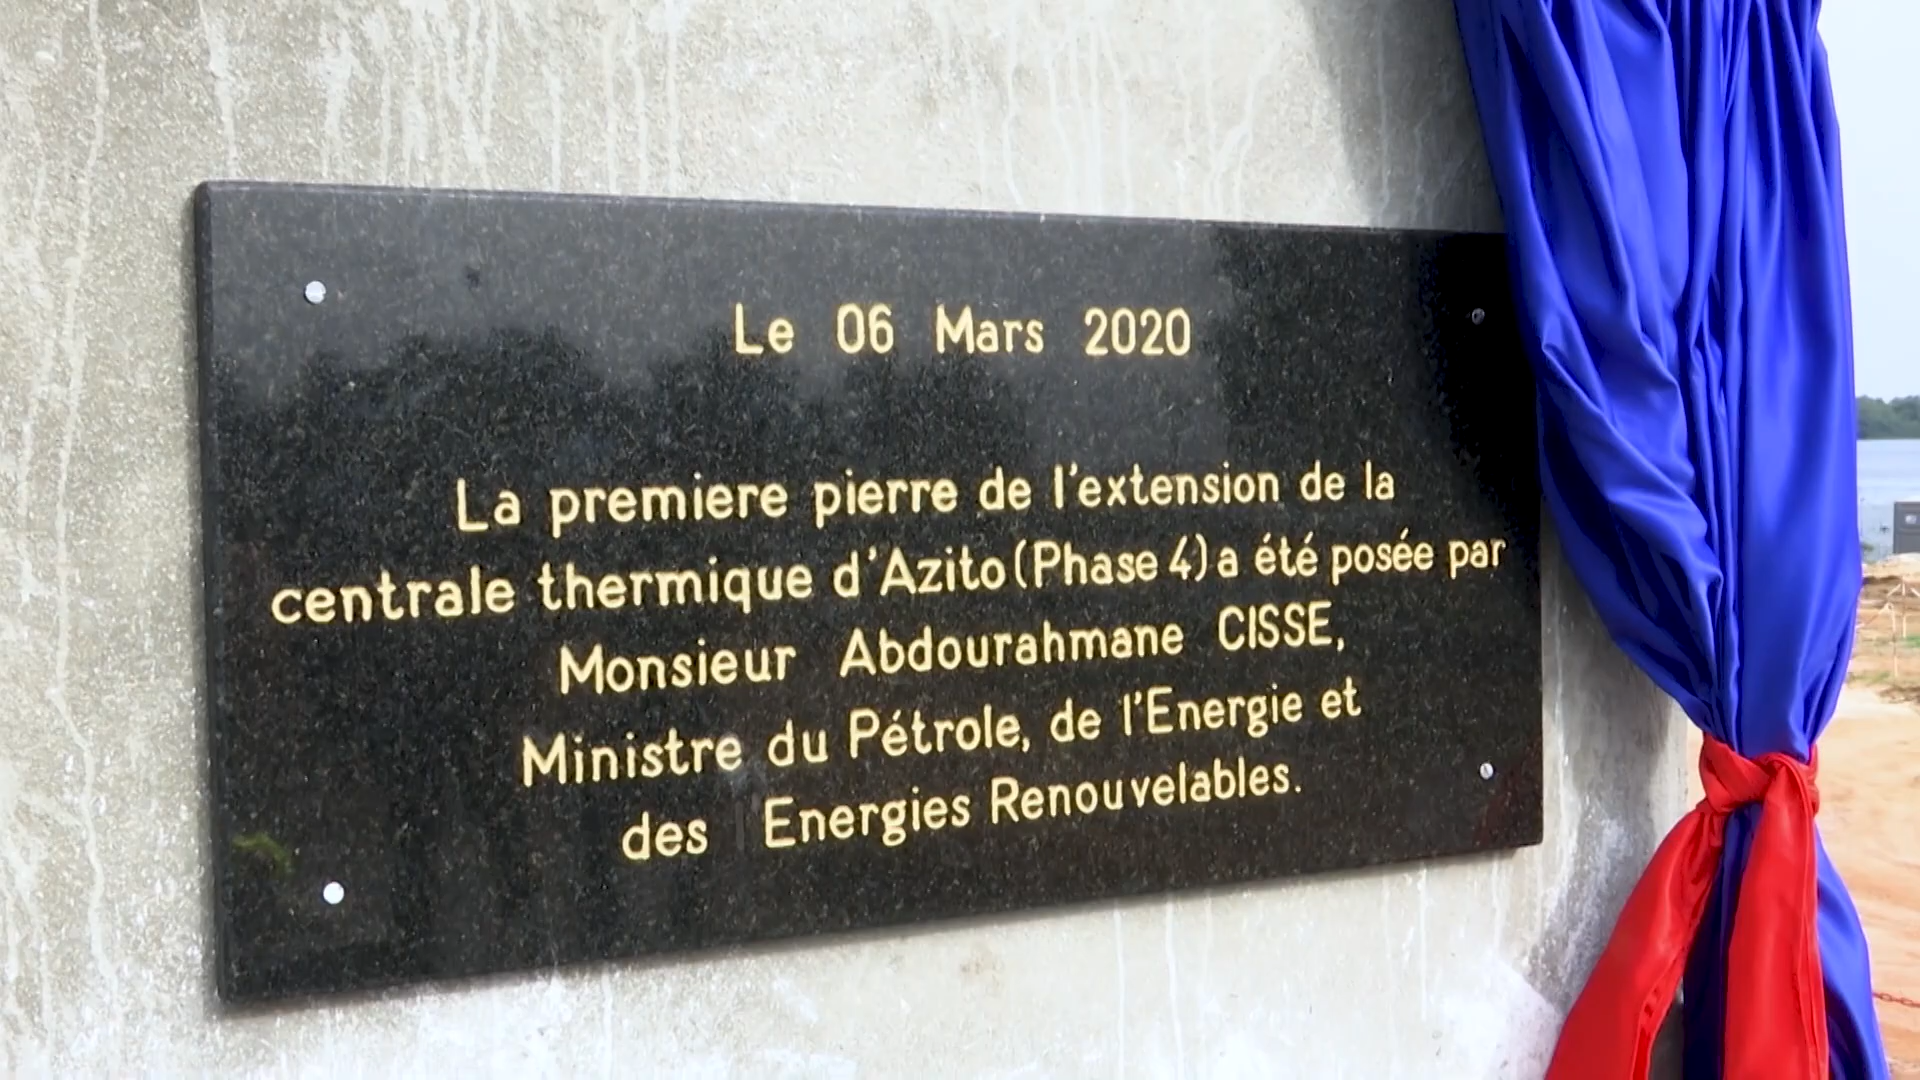 Le 06 Mars 2020
La premiere pierre de l'extension de la
centrale thermique d'Azito (Phase 4) a été posée par
Monsieur Abdourahmane CISSE,
Ministre du Pétrole, de l'Energie et
des Energies Renouvelables.